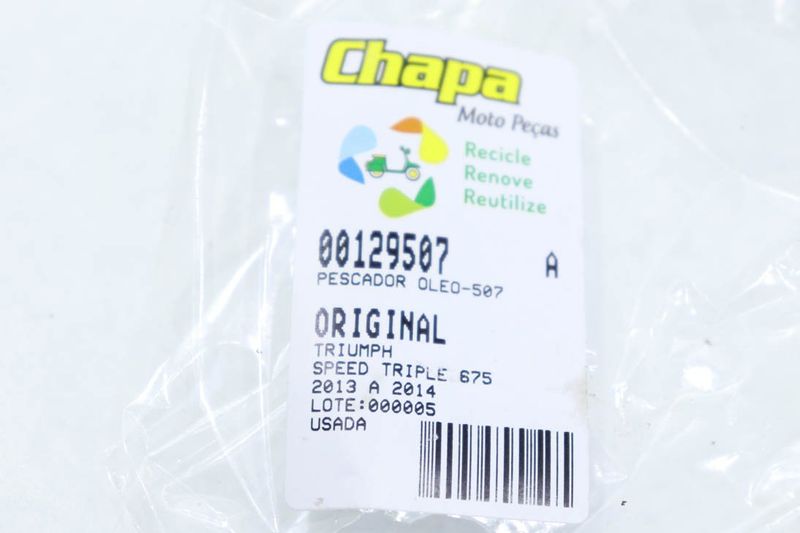 Chapa
Moto Peças
Recicle
Renove
Reutilize
00129507 A
PESCADOR OLEO-507
ORIGINAL
TRIUMPH
SPEED TRIPLE 675
2013 A 2014
LOTE:000005
USADA